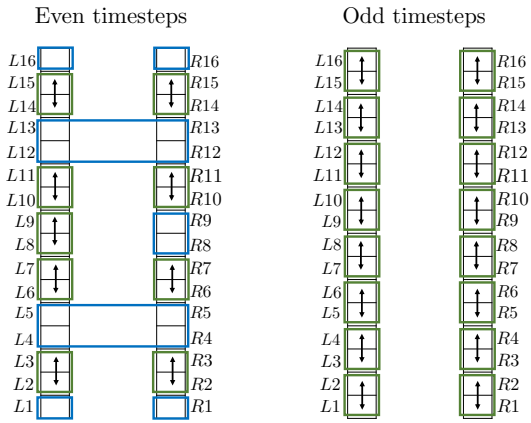 Even timesteps
Odd timesteps
L16 R16 L16 R16
L15 R15 L15 R15
L14 R14 L14 R14
L13 R13 L13 R13
L12 R12 L12 R12
L11 R11 L11 R11
L10 R10 L10 R10
L9 R9 L9 R9
L8 R8 L8 R8
L7 R7 L7 R7
L6 R6 L6 R6
L5 R5 L5 R5
L4 R4 L4 R4
L3 R3 L3 R3
L2 R2 L2 R2
L1 R1 L1 R1